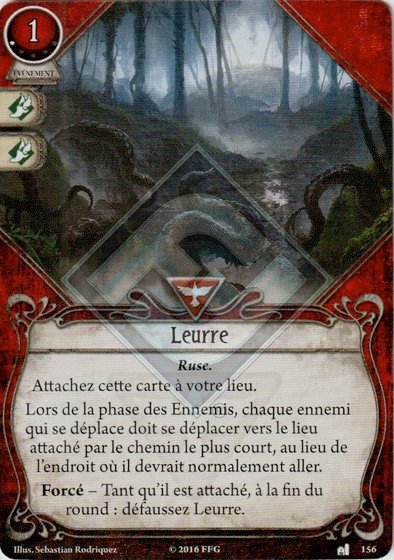 1
ÉVÉNEMENT
Leurre
Ruse.
Attachez cette carte à votre lieu.
Lors de la phase des Ennemis, chaque ennemi
qui se déplace doit se déplacer vers le lieu
attaché par le chemin le plus court, au lieu de
l'endroit où il devrait normalement aller.
Forcé – Tant qu'il est attaché, à la fin du
round : défaussez Leurre.
Illus. Sebastian Rodriquez
© 2016 FFG
156